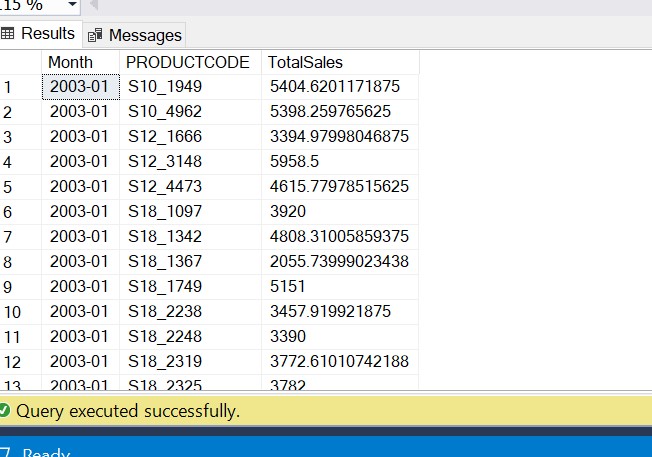 115 %
Results Messages
Month PRODUCTCODE TotalSales
1 2003-01 S10_1949 5404.6201171875
2 2003-01 S10_4962 5398.259765625
3 2003-01 S12_1666 3394.97998046875
4 2003-01 S12_3148 5958.5
5 2003-01 S12_4473 4615.77978515625
6 2003-01 S18_1097 3920
7 2003-01 S18_1342 4808.31005859375
8 2003-01 S18_1367 2055.73999023438
9 2003-01 S18_1749 5151
10 2003-01 S18_2238 3457.919921875
11 2003-01 S18_2248 3390
12 2003-01 S18_2319 3772.61010742188
13 2003-01 S18_2325 3782
Query executed successfully.
Ready